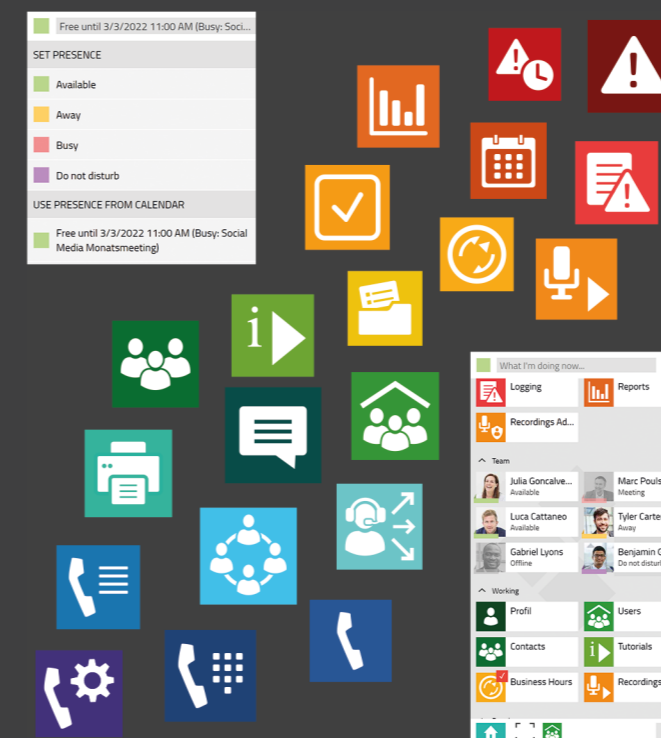 Free until 3/3/2022 11:00 AM (Busy: Soci...
SET PRESENCE
Available
Away
Busy
Do not disturb
USE PRESENCE FROM CALENDAR
Free until 3/3/2022 11:00 AM (Busy: Social
Media Monatsmeeting)
i
What I'm doing now...
Logging
Reports
Recordings Ad...
Team
Julia Goncalve...
Available
Marc Pouls
Meeting
Luca Cattaneo
Available
Tyler Carte
Away
Gabriel Lyons
Offline
Benjamin C
Do not distur
Working
Profil
Users
Contacts
i
Tutorials
Business Hours
Recordings